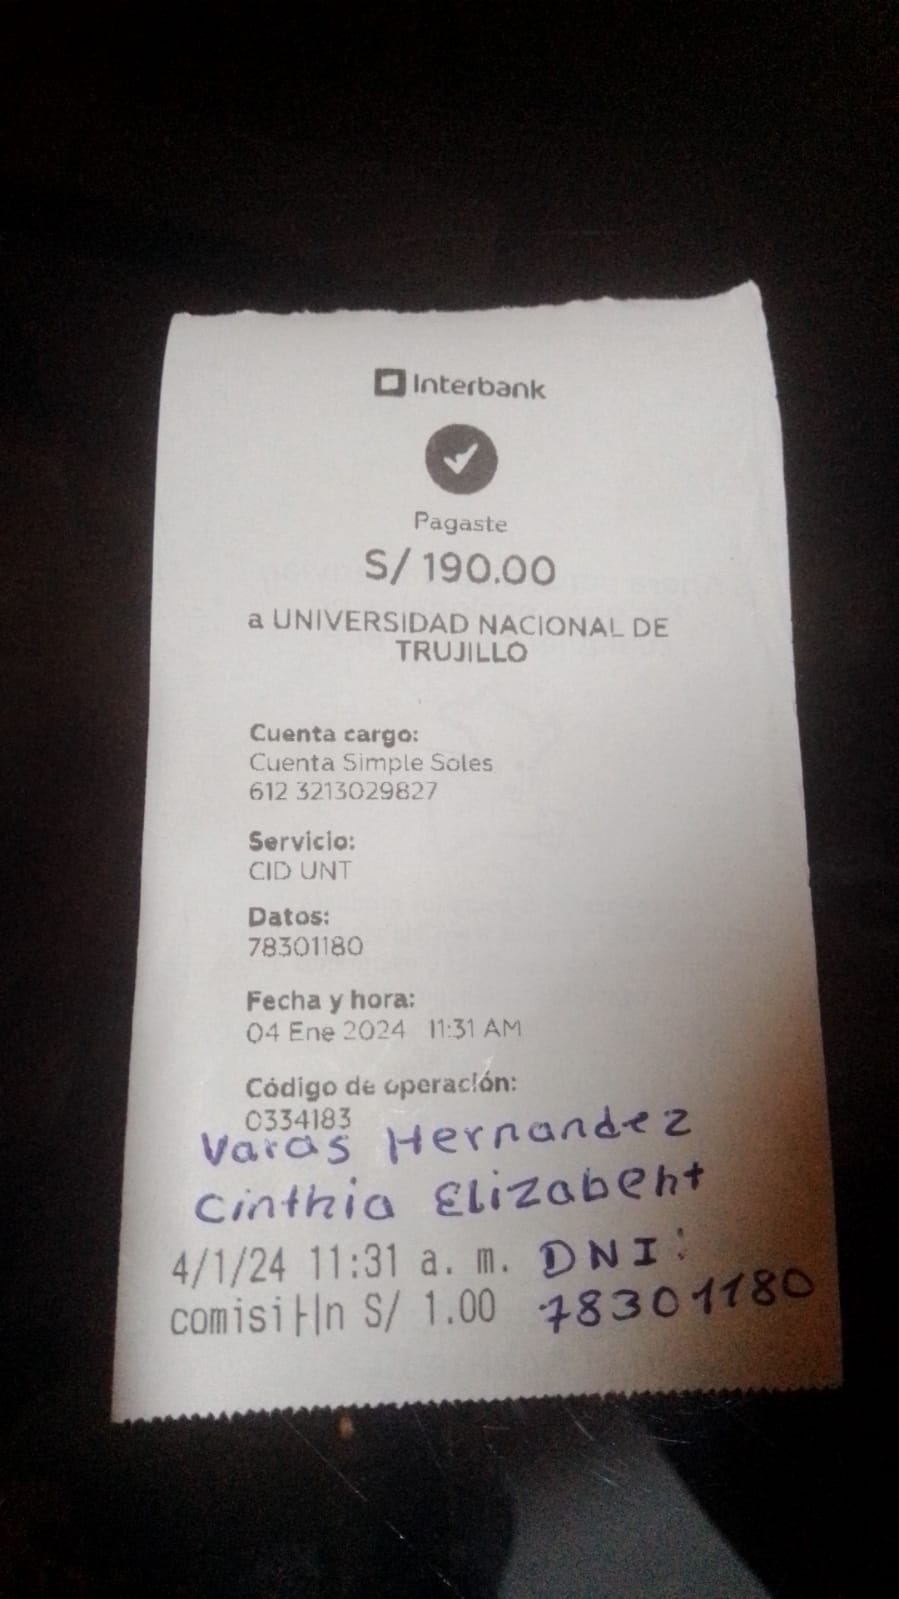 Interbank
Pagaste
S/ 190.00
a UNIVERSIDAD NACIONAL DE
TRUJILLO
Cuenta cargo:
Cuenta Simple Soles
612 3213029827
Servicio:
CID UNT
Datos:
78301180
Fecha y hora:
04 Ene 2024 11:31 AM
Código de operación:
0334183
Varas Hernandez
Cinthia Elizabeht
4/1/24 11:31 a. m. DNI:
comisi├│n S/ 1.00 78301180